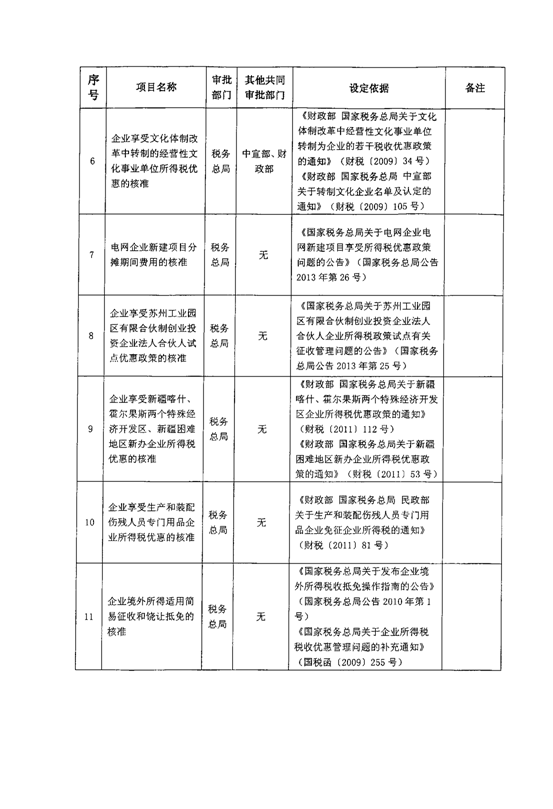 序号
项目名称
审批部门
其他共同审批部门
设定依据
备注
6
企业享受文化体制改
革中转制的经营性文
化事业单位所得税优
惠的核准
税务
总局
中宣部、财
政部
《财政部 国家税务总局关于文化
体制改革中经营性文化事业单位
转制为企业的若干税收优惠政策
的通知》（财税〔2009〕34号）
《财政部 国家税务总局 中宣部
关于转制文化企业名单及认定的
通知》（财税〔2009〕105号）
7
电网企业新建项目分
摊期间费用的核准
税务
总局
无
《国家税务总局关于电网企业电
网新建项目享受所得税优惠政策
问题的公告》（国家税务总局公告
2013年第26号）
8
企业享受苏州工业园
区有限合伙制创业投
资企业法人合伙人试
点优惠政策的核准
税务
总局
无
《国家税务总局关于苏州工业园
区有限合伙制创业投资企业法人
合伙人企业所得税政策试点有关
征收管理问题的公告》（国家税务
总局公告2013年第25号）
9
企业享受新疆喀什、
霍尔果斯两个特殊经
济开发区、新疆困难
地区新办企业所得税
优惠的核准
税务
总局
无
《财政部 国家税务总局关于新疆
喀什、霍尔果斯两个特殊经济开发
区企业所得税优惠政策的通知》
（财税〔2011〕112号）
《财政部 国家税务总局关于新疆
困难地区新办企业所得税优惠政
策的通知》（财税〔2011〕53号）
10
企业享受生产和装配
伤残人员专门用品企
业所得税优惠的核准
税务
总局
无
《财政部 国家税务总局 民政部
关于生产和装配伤残人员专门用
品企业免征企业所得税的通知》
（财税〔2011〕81号）
11
企业境外所得适用简
易征收和饶让抵免的
核准
税务
总局
无
《国家税务总局关于发布企业境
外所得税收抵免操作指南的公告》
（国家税务总局公告2010年第1
号）
《国家税务总局关于企业所得税
税收优惠管理问题的补充通知》
（国税函〔2009〕255号）